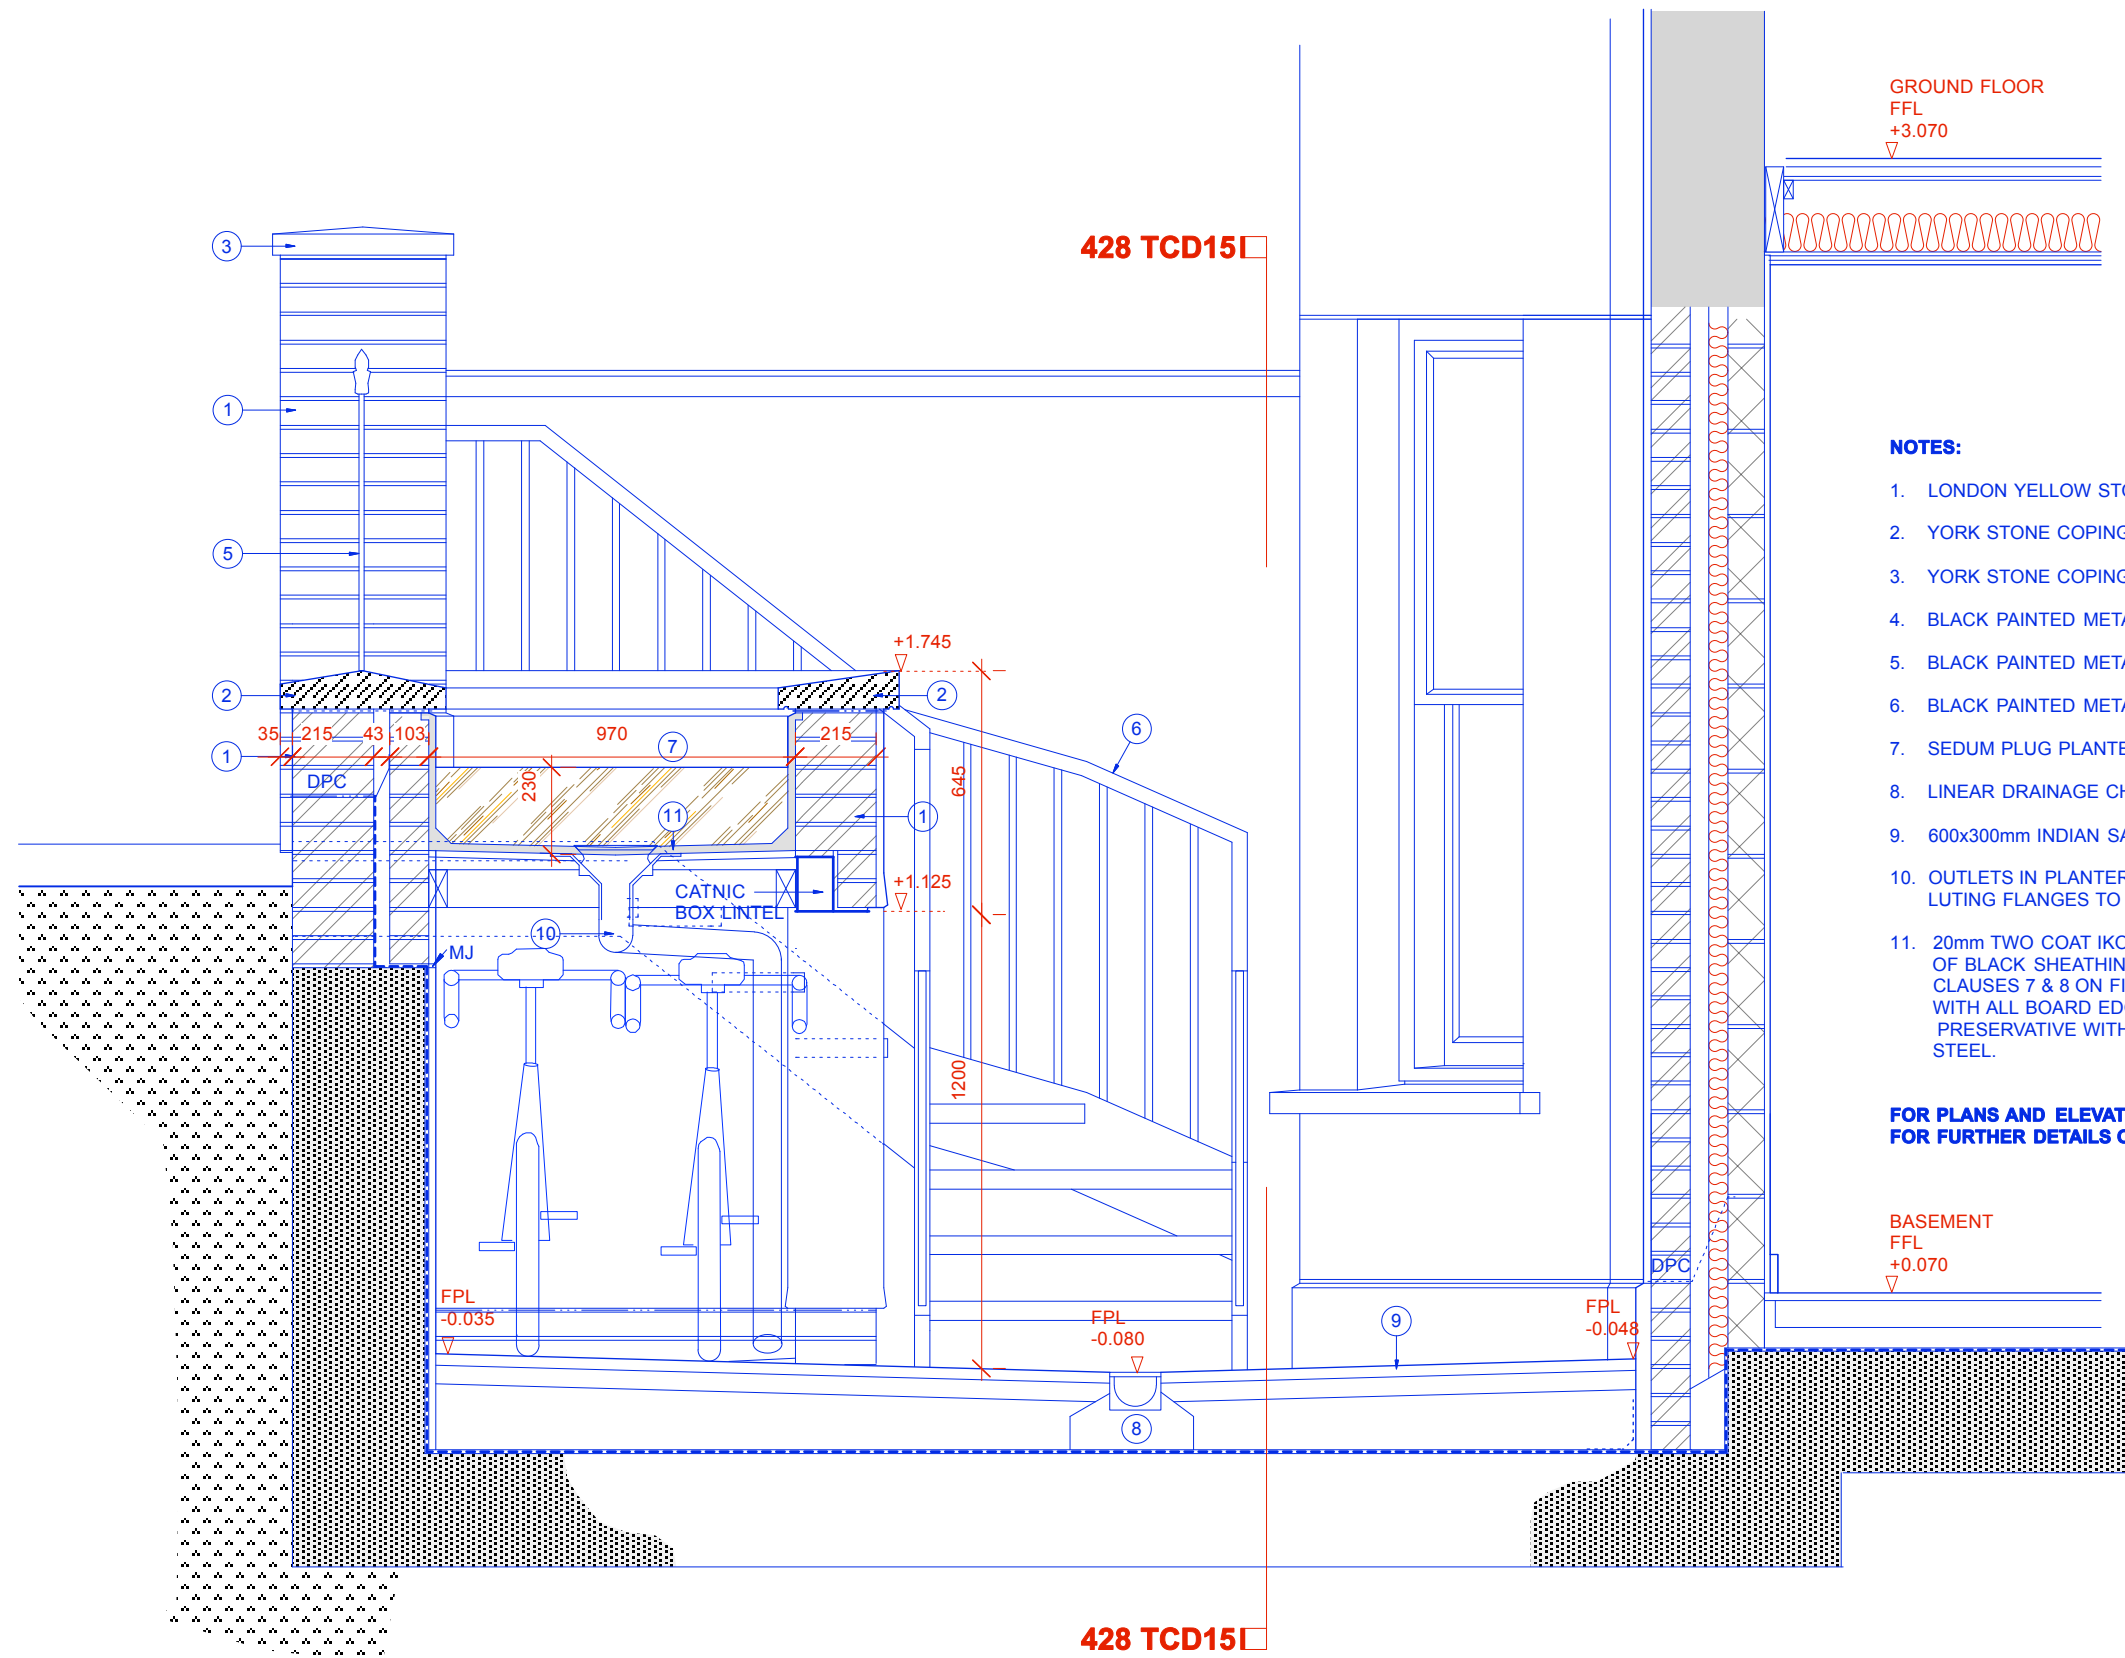 GROUND FLOOR
FFL
+3.070
428 TCD15
3
1
5
2
1
35 215 43 103 970 215
7
DPC
230
11
+1.745
2
6
645
1
CATNIC
BOX LINTEL
+1.125
10
MJ
1200
NOTES:
1. LONDON YELLOW STO
2. YORK STONE COPING
3. YORK STONE COPING
4. BLACK PAINTED META
5. BLACK PAINTED META
6. BLACK PAINTED META
7. SEDUM PLUG PLANTE
8. LINEAR DRAINAGE CH
9. 600x300mm INDIAN SA
10. OUTLETS IN PLANTER
LUTING FLANGES TO
11. 20mm TWO COAT IKO
OF BLACK SHEATHIN
CLAUSES 7 & 8 ON FI
WITH ALL BOARD EDG
PRESERVATIVE WITH
STEEL.
FOR PLANS AND ELEVAT
FOR FURTHER DETAILS O
BASEMENT
FFL
+0.070
DPC
FPL
-0.035
FPL
-0.080
FPL
-0.048
9
8
428 TCD15